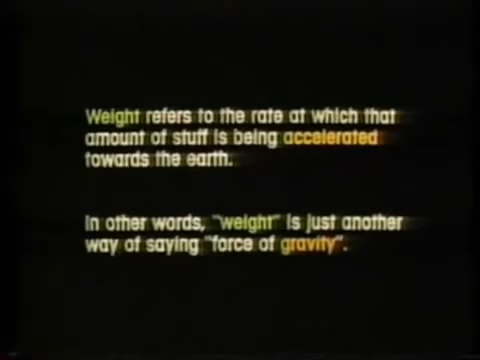 Weight refers to the rate at which that
amount of stuff is being accelerated
towards the earth.
In other words, "weight" is just another
way of saying "force of gravity".